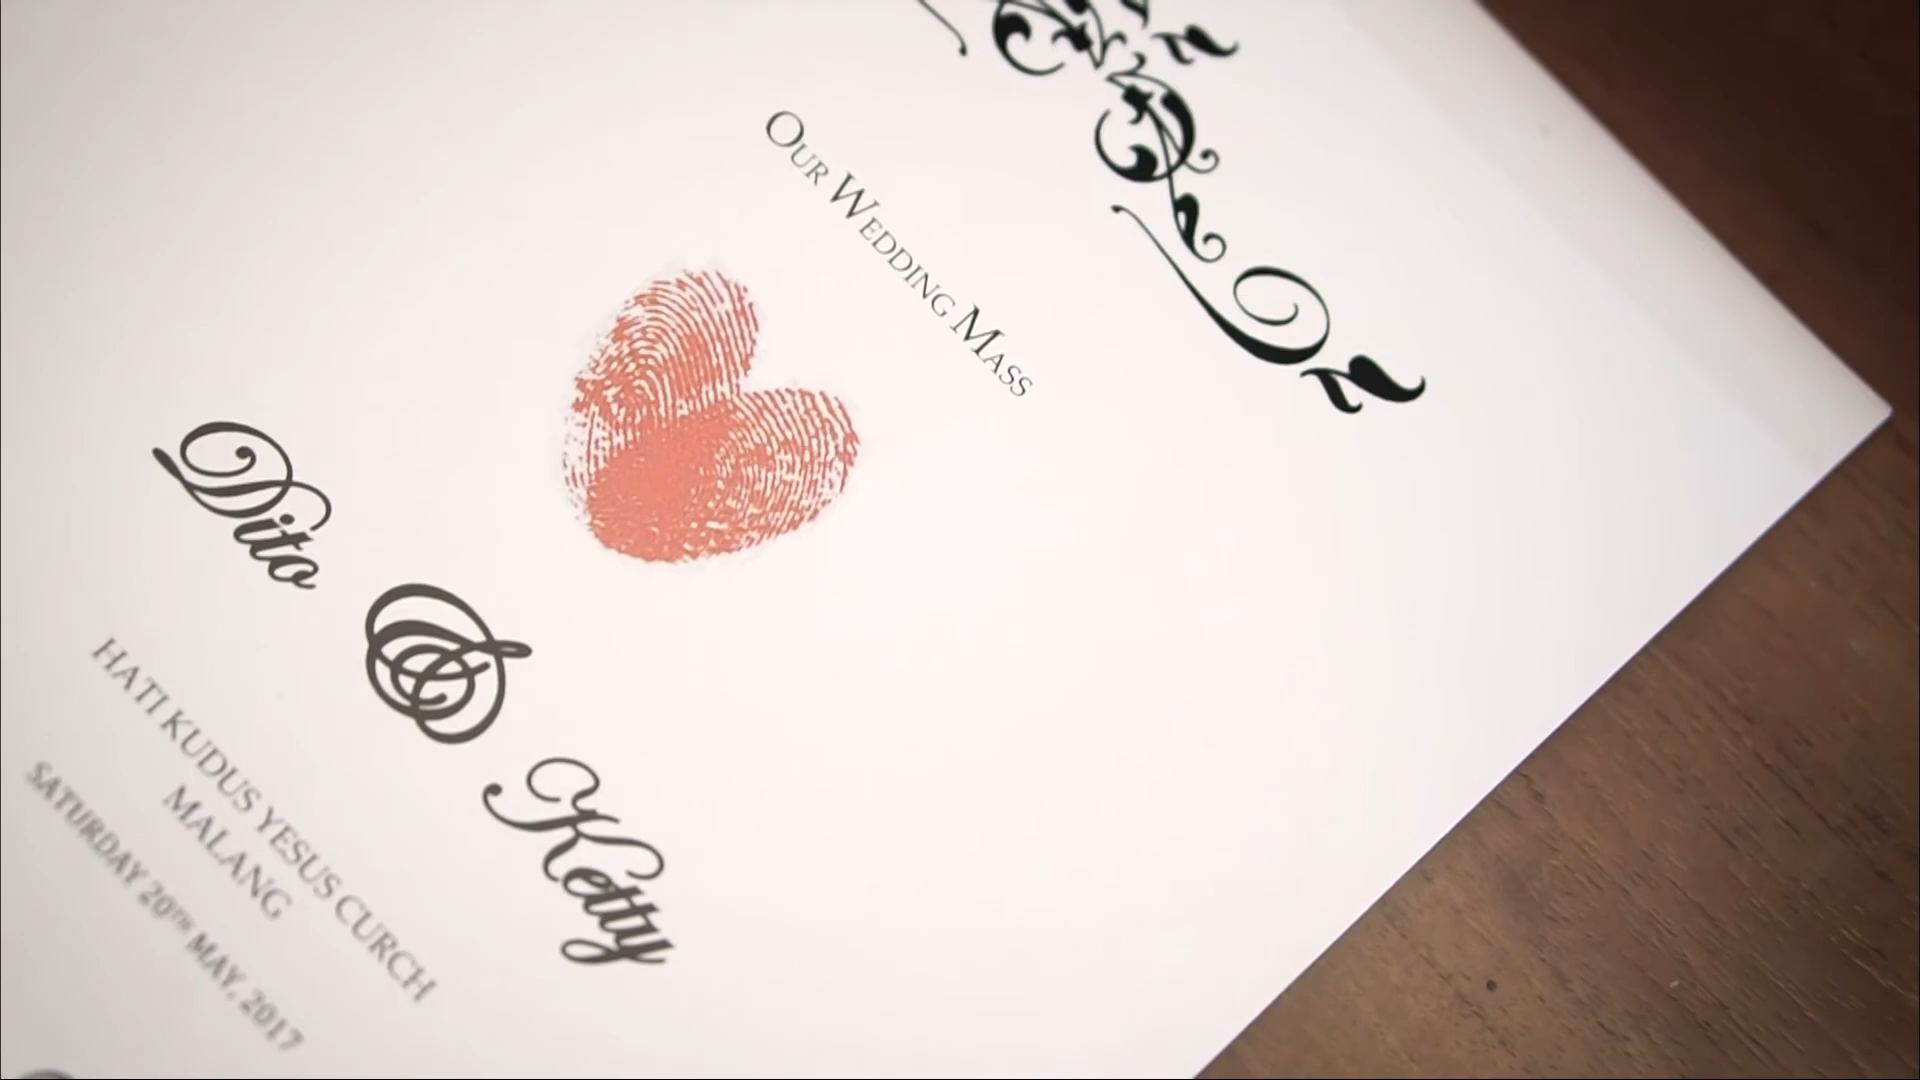 Our Wedding Mass
Dito & Ketty
HATI KUDUS YESUS CURCH
MALANG
SATURDAY 20TH MAY, 2017